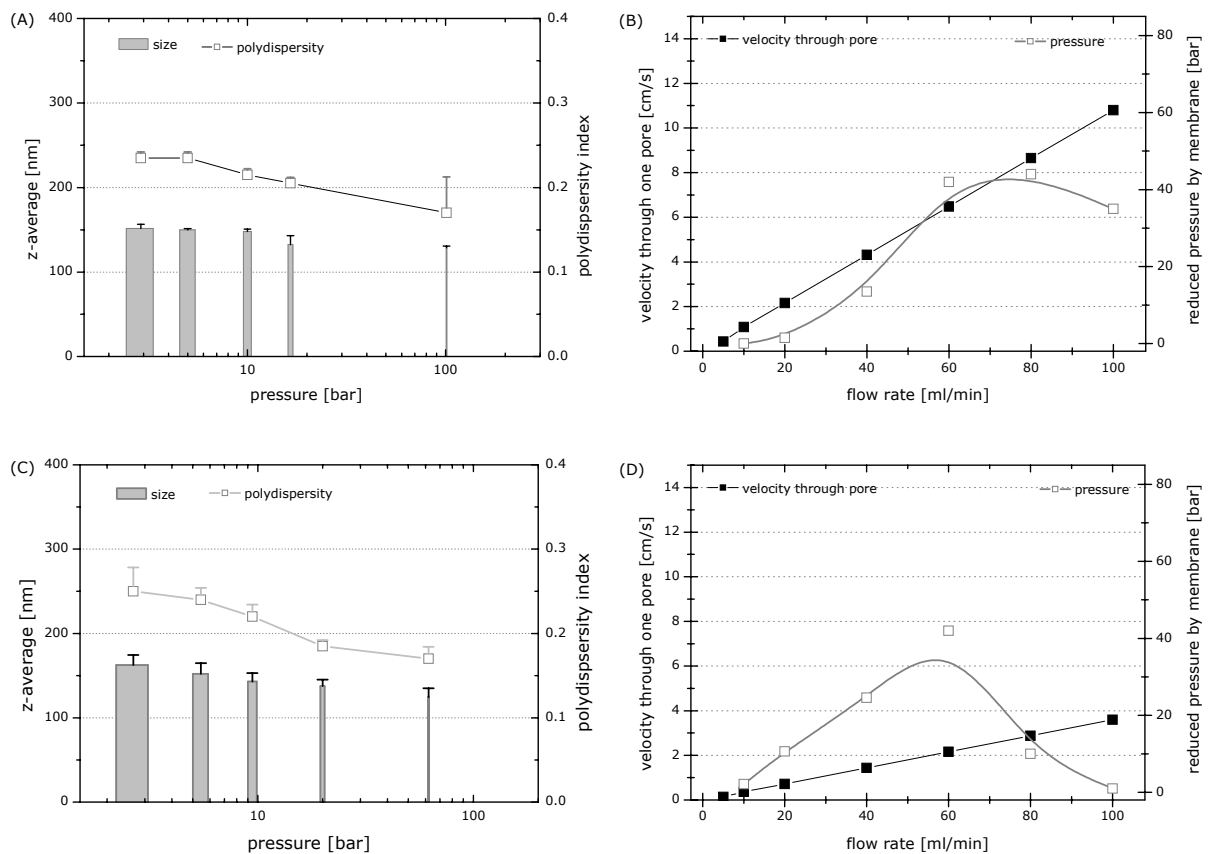 (A)
size
polydispersity
z-average [nm]
400
300
200
100
0
polydispsersity index
0.4
0.3
0.2
0.1
0.0
10
100
pressure [bar]
(B)
velocity through pore
pressure
velocity through one pore [cm/s]
14
12
10
8
6
4
2
0
reduced pressure by membrane [bar]
80
60
40
20
0
0
20
40
60
80
100
flow rate [ml/min]
(C)
size
polydispersity
z-average [nm]
400
300
200
100
0
polydispsersity index
0.4
0.3
0.2
0.1
0.0
10
100
pressure [bar]
(D)
velocity through pore
pressure
velocity through one pore [cm/s]
14
12
10
8
6
4
2
0
reduced pressure by membrane [bar]
80
60
40
20
0
0
20
40
60
80
100
flow rate [ml/min]